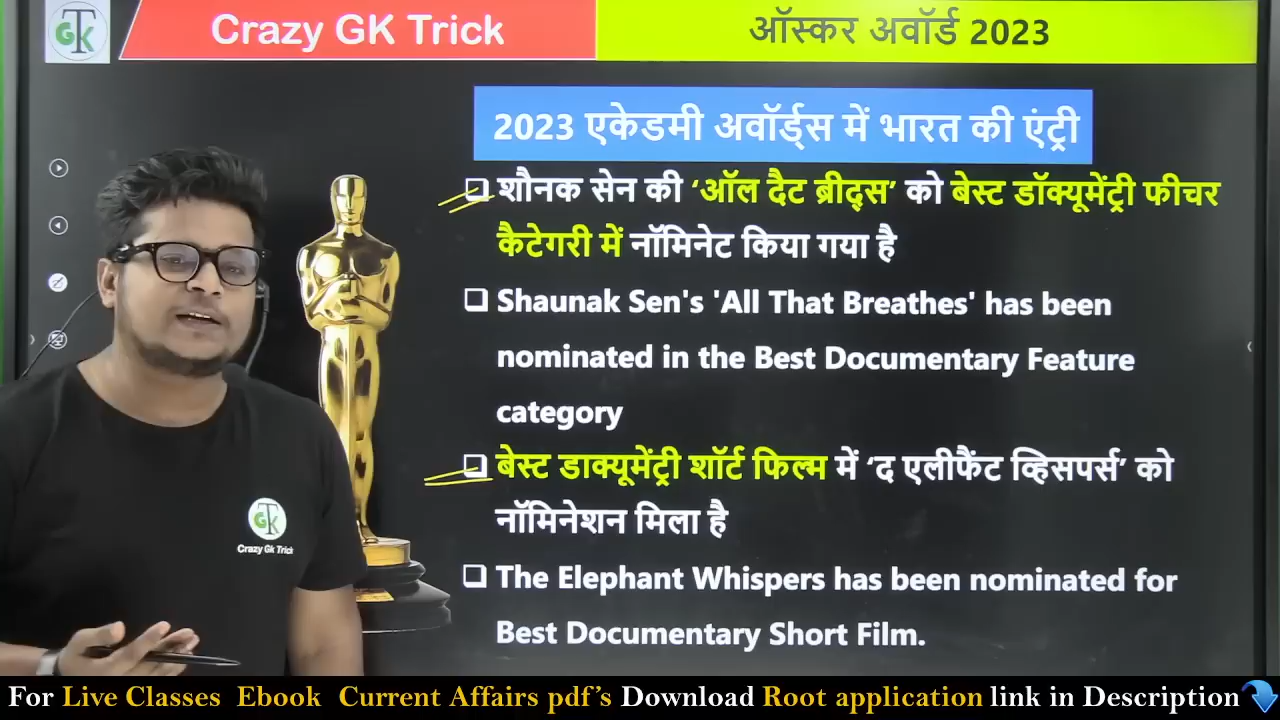 GTK
Crazy GK Trick
ऑस्कर अवॉर्ड 2023
2023 एकेडमी अवॉर्ड्स में भारत की एंट्री
शौनक सेन की ‘ऑल दैट ब्रीद्स’ को बेस्ट डॉक्यूमेंट्री फीचर
कैटेगरी में नॉमिनेट किया गया है
Shaunak Sen's 'All That Breathes' has been
nominated in the Best Documentary Feature
category
बेस्ट डाक्यूमेंट्री शॉर्ट फिल्म में ‘द एलीफैंट व्हिसपर्स’ को
नॉमिनेशन मिला है
The Elephant Whispers has been nominated for
Best Documentary Short Film.
GTK
Crazy Gk Trick
For Live Classes Ebook Current Affairs pdf’s Download Root application link in Description